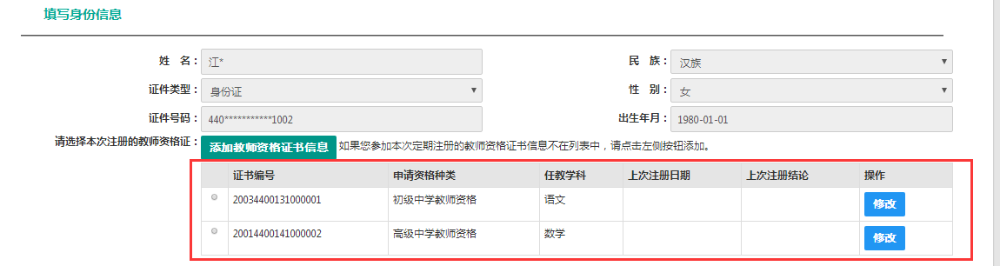 填写身份信息
姓 名： 江* 民 族： 汉族
证件类型： 身份证 性 别： 女
证件号码： 440***********1002 出生年月： 1980-01-01
请选择本次注册的教师资格证： 添加教师资格证书信息 如果您参加本次定期注册的教师资格证书信息不在列表中，请点击左侧按钮添加。
证书编号 申请资格种类 任教学科 上次注册日期 上次注册结论 操作
20034400131000001 初级中学教师资格 语文 修改
20014400141000002 高级中学教师资格 数学 修改